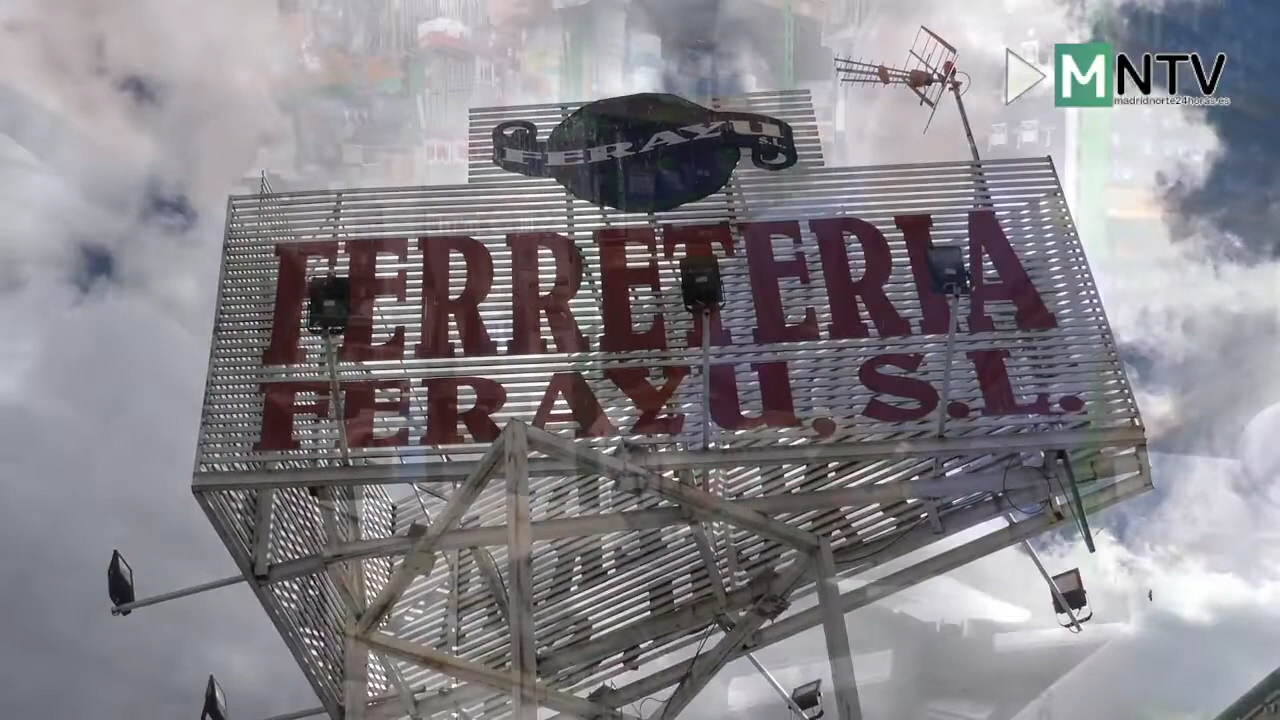 MNTV
madridnorte24horas.es
FERAYU
S.L.
FERRETERIA
FERAYU, S.L.